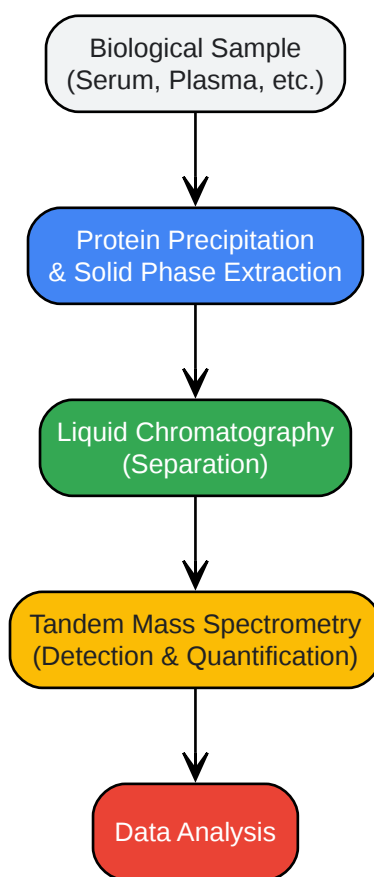 Biological Sample
(Serum, Plasma, etc.)
Protein Precipitation
& Solid Phase Extraction
Liquid Chromatography
(Separation)
Tandem Mass Spectrometry
(Detection & Quantification)
Data Analysis